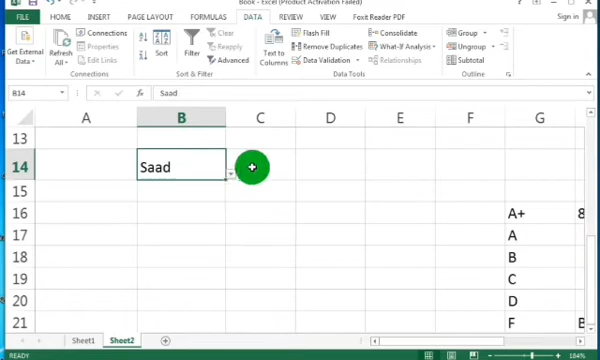 Book - Excel (Product Activation Failed)
FILE HOME INSERT PAGE LAYOUT FORMULAS DATA REVIEW VIEW Foxit Reader PDF Sign in
Get External Data
Refresh All
Connections
Properties
Edit Links
Connections
Sort
Filter
Clear
Reapply
Advanced
Sort & Filter
Text to Columns
Flash Fill
Remove Duplicates
Data Validation
Consolidate
What-If Analysis
Relationships
Data Tools
Group
Ungroup
Subtotal
Outline
B14 fx Saad
A B C D E F G
13
14 Saad
15
16 A+ 8
17 A
18 B
19 C
20 D
21 F B
Sheet1 Sheet2
READY 184%